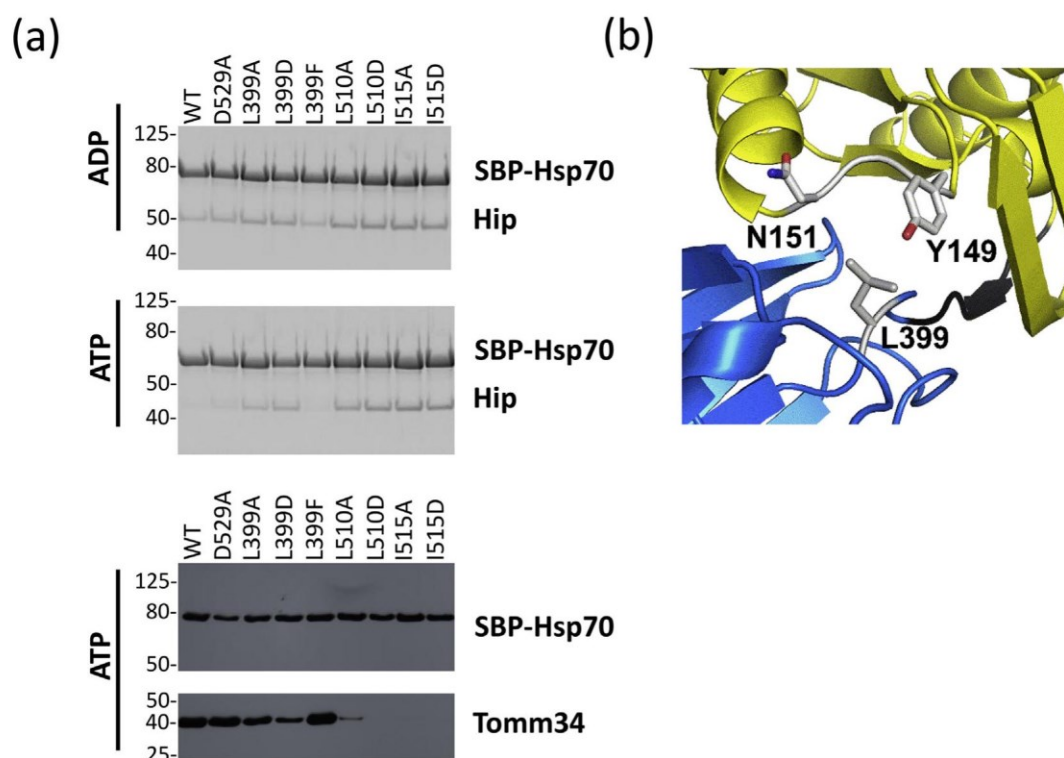 (a)
WT D529A L399A L399D L399F L510A L510D I515A I515D
ADP
125-
80-
50-
40-
SBP-Hsp70
Hip
ATP
125-
80-
50-
40-
SBP-Hsp70
Hip
WT D529A L399A L399D L399F L510A L510D I515A I515D
ATP
125-
80-
50-
SBP-Hsp70
50-
40-
25-
Tomm34
(b)
N151
Y149
L399